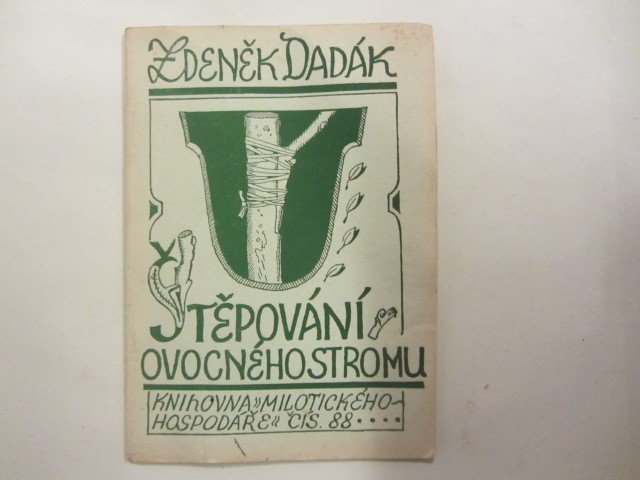 ZDENĚK DADÁK
ŠTĚPOVÁNÍ
OVOCNÉHO STROMU
KNIHOVNA »MILOTICKÉHO-
HOSPODÁŘE« ČÍS. 88 ....